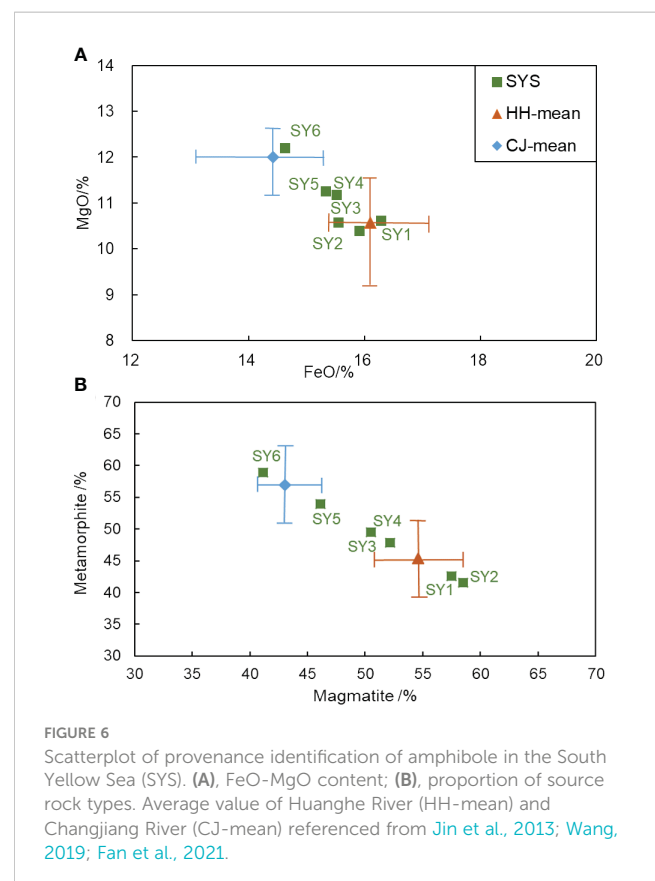 A
14
13
12
11
10
9
8
MgO/%
SY6
SY5
SY4
SY3
SY2
SY1
SYS
HH-mean
CJ-mean
12
14
16
18
20
FeO/%
B
70
65
60
55
50
45
40
35
30
Metamorphite /%
SY6
SY5
SY4
SY3
SY1
SY2
30
35
40
45
50
55
60
65
70
Magmatite /%
FIGURE 6
Scatterplot of provenance identification of amphibole in the South
Yellow Sea (SYS). (A), FeO-MgO content; (B), proportion of source
rock types. Average value of Huanghe River (HH-mean) and
Changjiang River (CJ-mean) referenced from Jin et al., 2013; Wang,
2019; Fan et al., 2021.